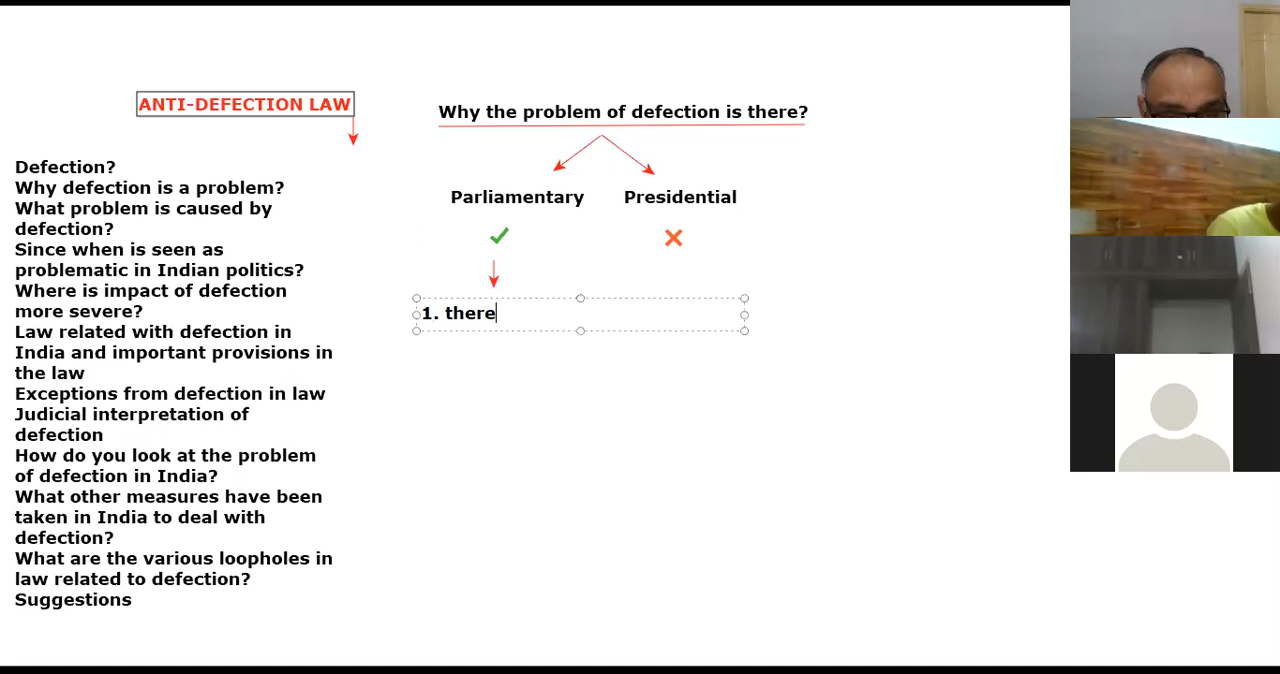 ANTI-DEFECTION LAW
Defection?
Why defection is a problem?
What problem is caused by
defection?
Since when is seen as
problematic in Indian politics?
Where is impact of defection
more severe?
Law related with defection in
India and important provisions in
the law
Exceptions from defection in law
Judicial interpretation of
defection
How do you look at the problem
of defection in India?
What other measures have been
taken in India to deal with
defection?
What are the various loopholes in
law related to defection?
Suggestions
Why the problem of defection is there?
Parliamentary
Presidential
1. there